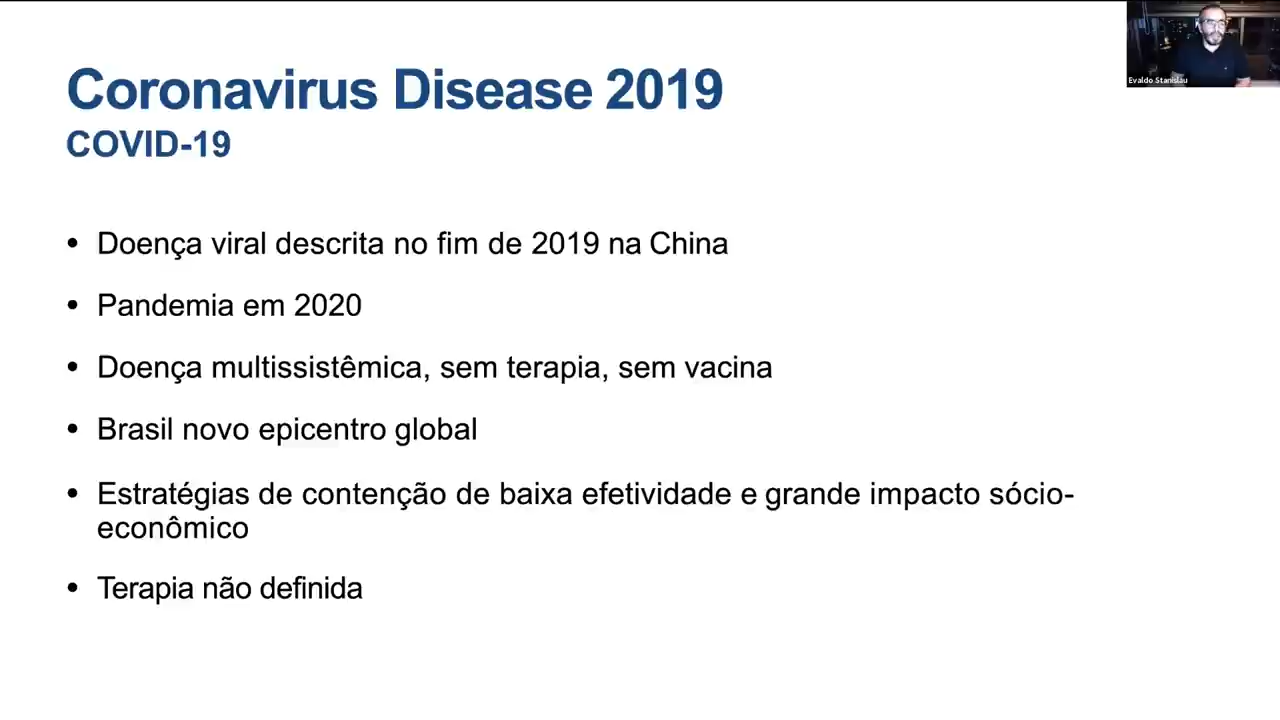 Coronavirus Disease 2019
COVID-19
Evaldo Stanislau
• Doença viral descrita no fim de 2019 na China
• Pandemia em 2020
• Doença multissistêmica, sem terapia, sem vacina
• Brasil novo epicentro global
• Estratégias de contenção de baixa efetividade e grande impacto sócio-
econômico
• Terapia não definida